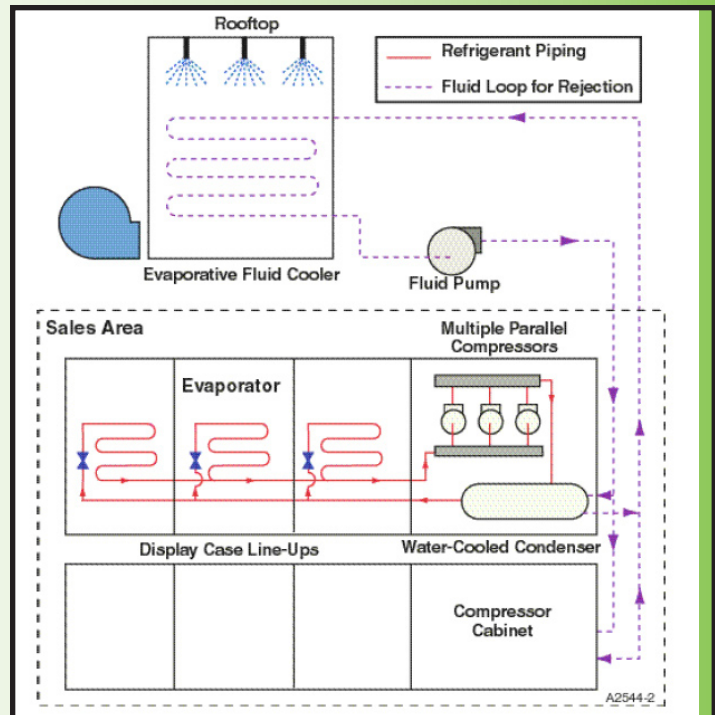 Rooftop
Refrigerant Piping
Fluid Loop for Rejection
Evaporative Fluid Cooler
Fluid Pump
Sales Area
Multiple Parallel
Compressors
Evaporator
Display Case Line-Ups
Water-Cooled Condenser
Compressor
Cabinet
A2544-2